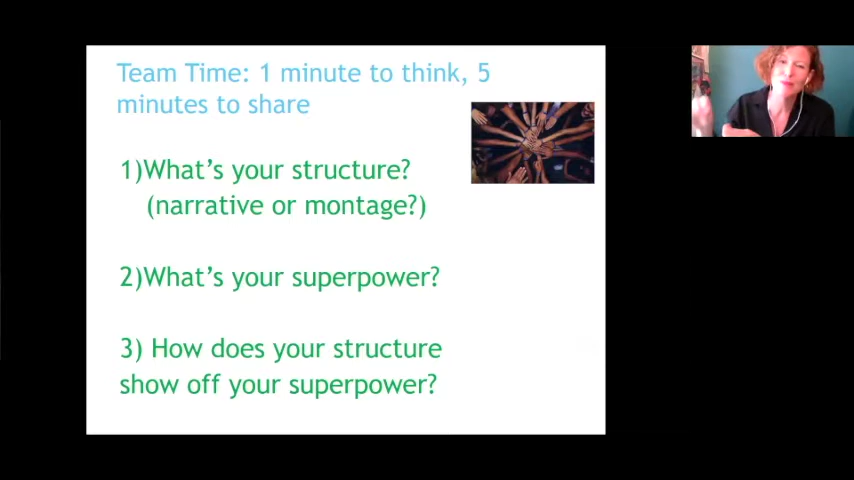 Team Time: 1 minute to think, 5
minutes to share
1)What's your structure?
(narrative or montage?)
2)What's your superpower?
3) How does your structure
show off your superpower?